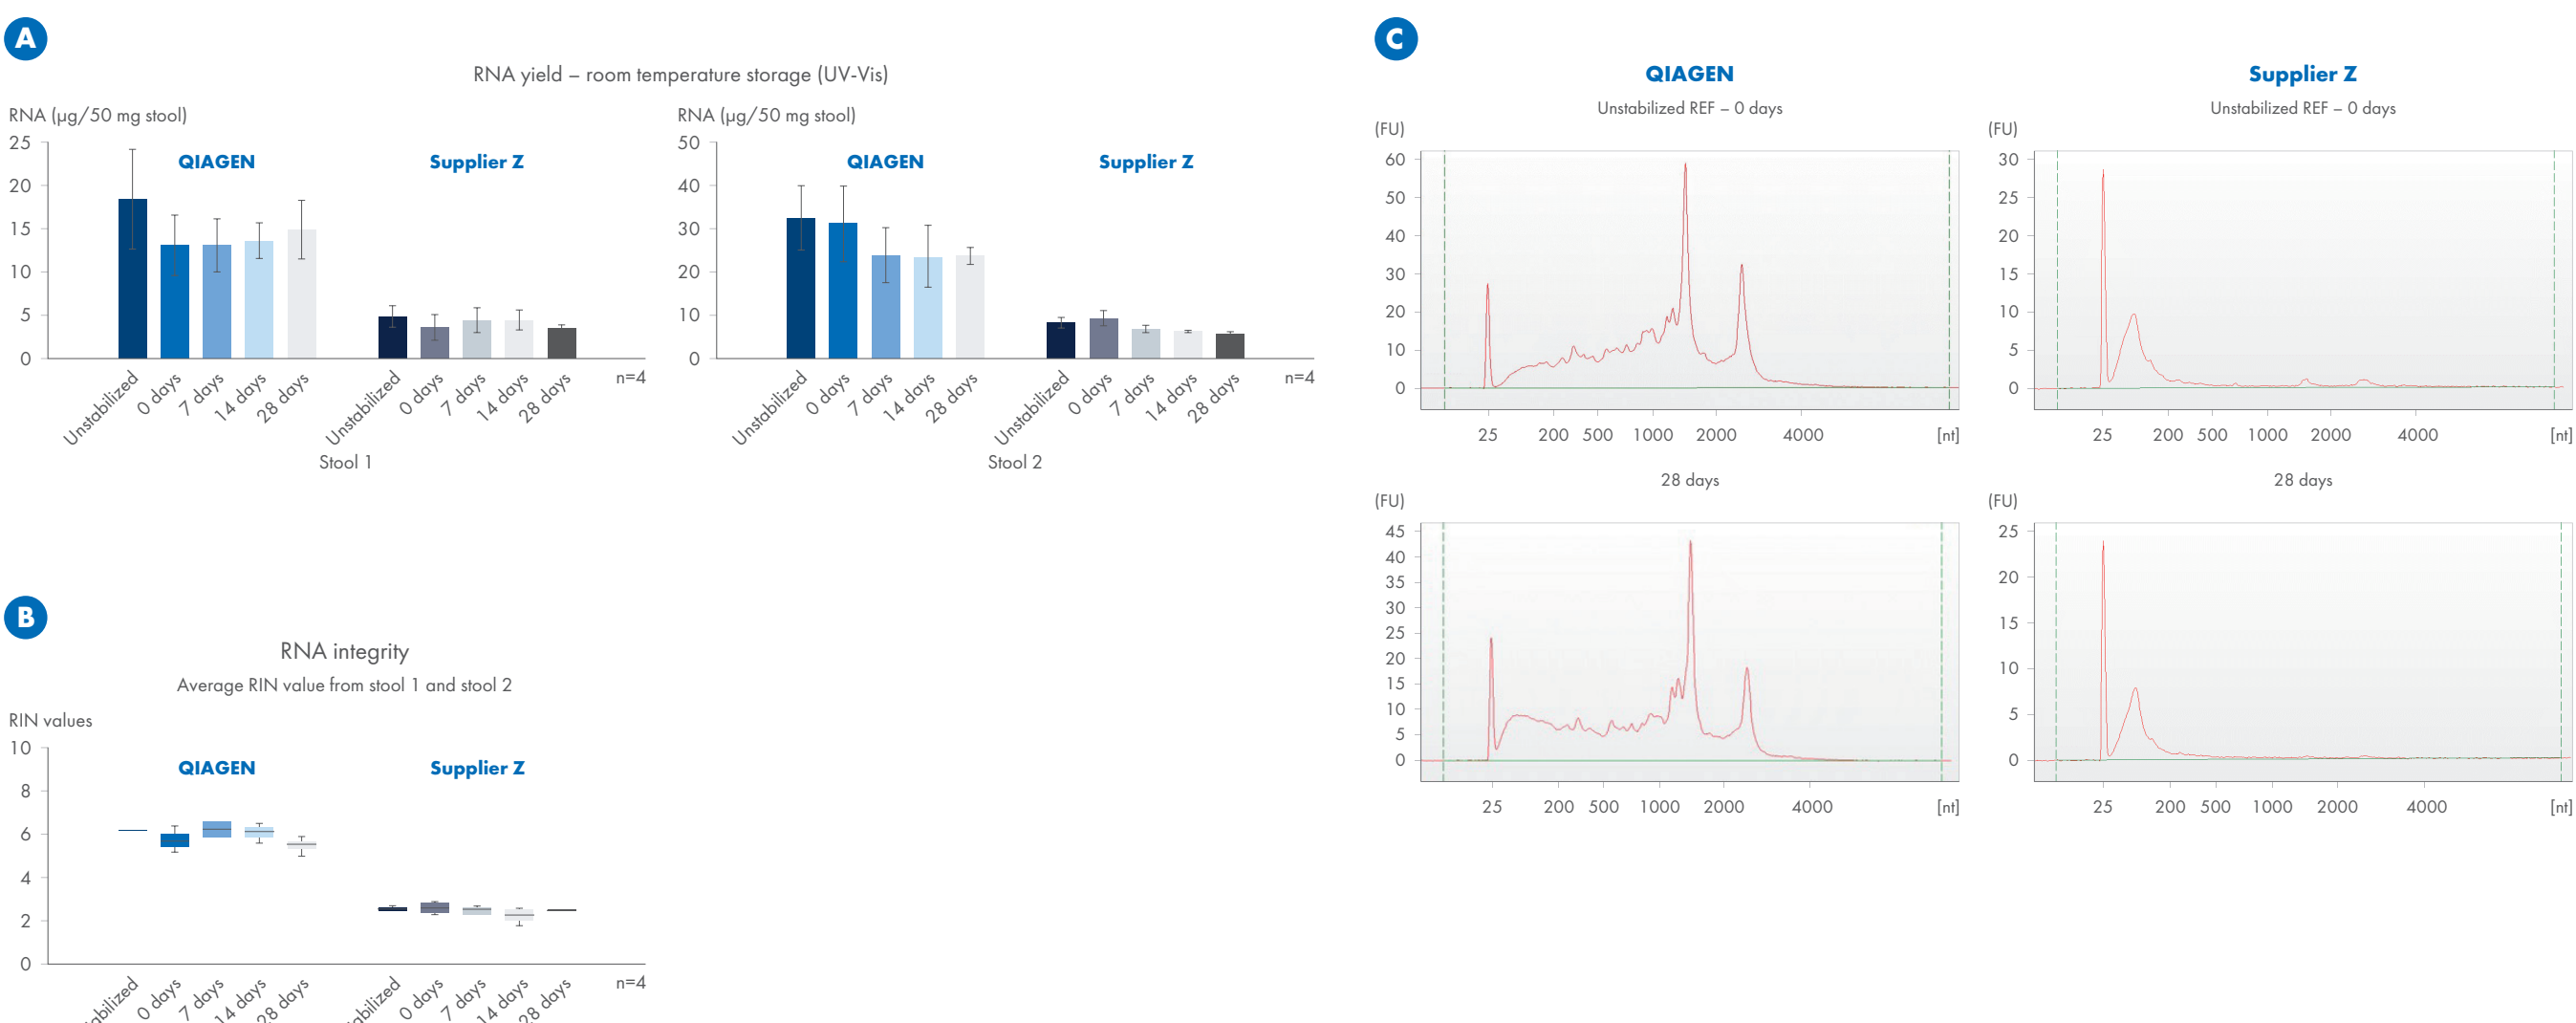 A
RNA yield – room temperature storage (UV-Vis)
RNA (µg/50 mg stool)
25
20
15
10
5
0
QIAGEN
Supplier Z
Unstabilized
0 days
7 days
14 days
28 days
Unstabilized
0 days
7 days
14 days
28 days
n=4
Stool 1
RNA (µg/50 mg stool)
50
40
30
20
10
0
QIAGEN
Supplier Z
Unstabilized
0 days
7 days
14 days
28 days
Unstabilized
0 days
7 days
14 days
28 days
n=4
Stool 2
B
RNA integrity
Average RIN value from stool 1 and stool 2
RIN values
10
8
6
4
2
0
QIAGEN
Supplier Z
0 days
7 days
14 days
28 days
0 days
7 days
14 days
28 days
n=4
C
QIAGEN
Unstabilized REF – 0 days
(FU)
60
50
40
30
20
10
0
25 200 500 1000 2000 4000 [nt]
Supplier Z
Unstabilized REF – 0 days
(FU)
30
25
20
15
10
5
0
25 200 500 1000 2000 4000 [nt]
28 days
(FU)
45
40
35
30
25
20
15
10
5
0
25 200 500 1000 2000 4000 [nt]
28 days
(FU)
25
20
15
10
5
0
25 200 500 1000 2000 4000 [nt]